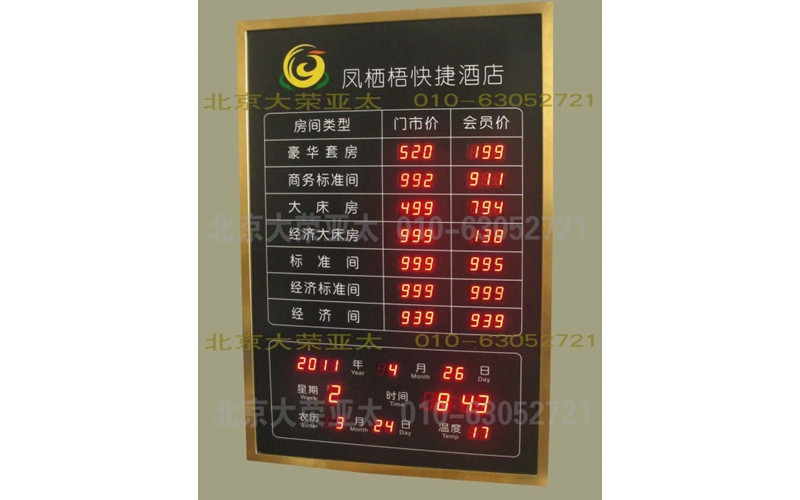 凤栖梧快捷酒店
北京大荣亚太 010-63052721
房间类型 门市价 会员价
豪华套房 520 199
商务标准间 992 911
大床房 499 794
北京大荣亚太 010-63052721
经济大床房 999 138
标准间 999 995
经济标准间 999 999
经济间 939 939
北京大荣亚太 010-63052721
2011 年 4 月 26 日
Year Month Day
星期 2 时间 8 43
Week Time
北京大荣亚太 010-63052721
农历 3 月 24 日 温度 17
Lunar Month Day Temp